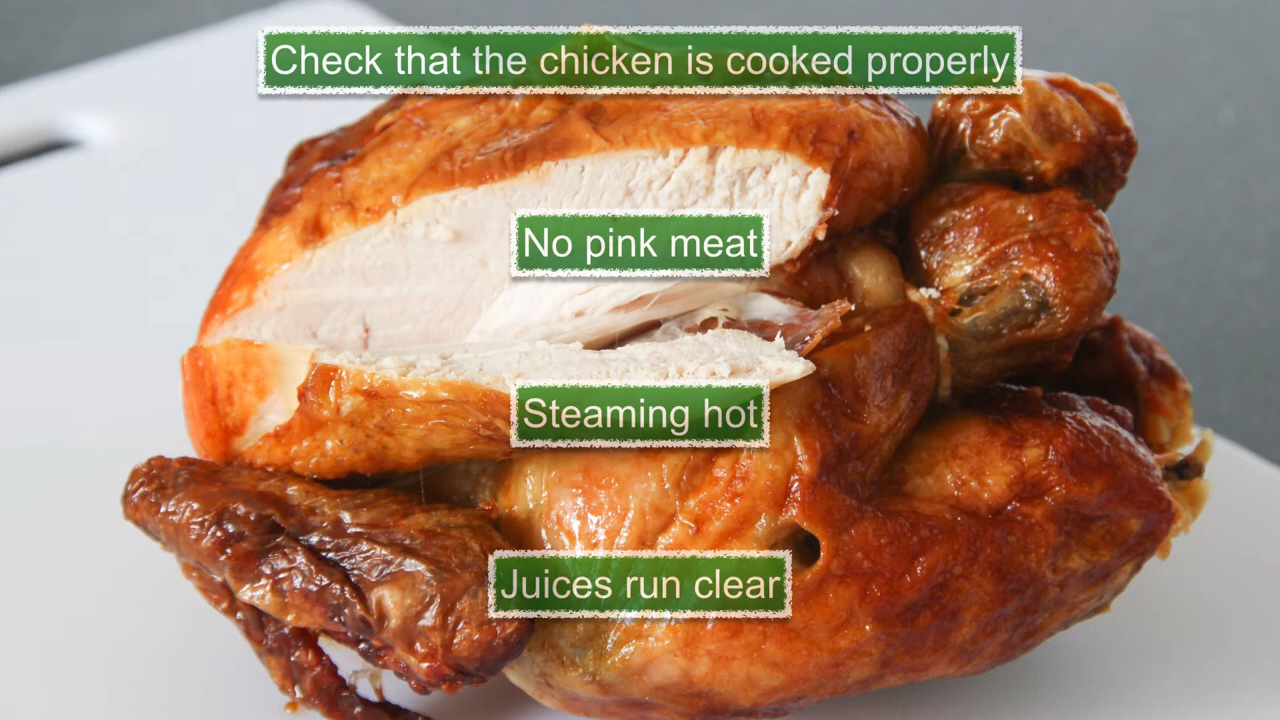 Check that the chicken is cooked properly
No pink meat
Steaming hot
Juices run clear